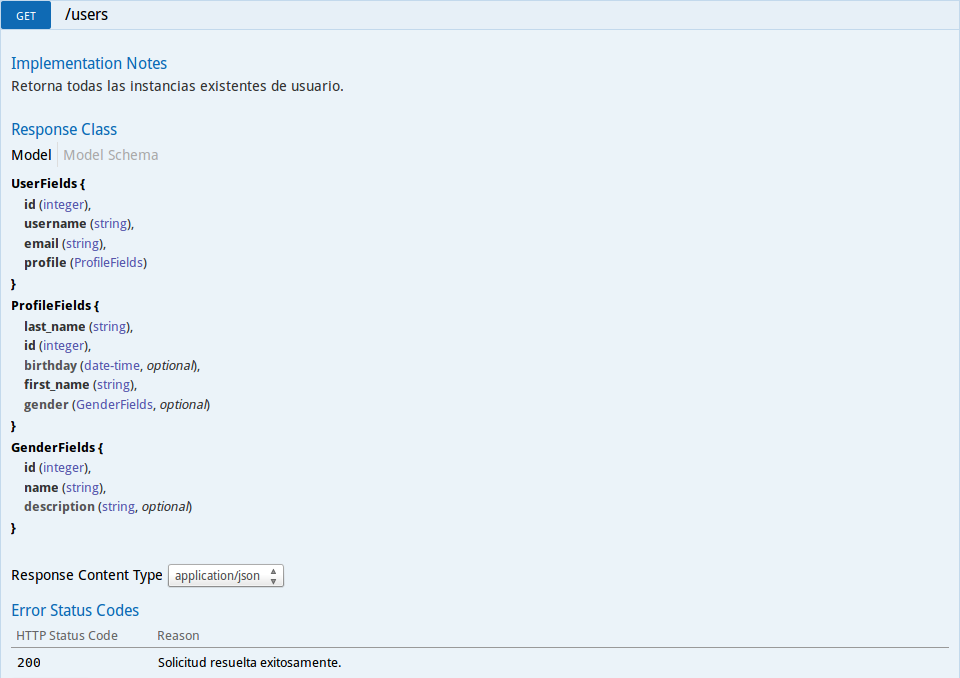 GET /users
Implementation Notes
Retorna todas las instancias existentes de usuario.
Response Class
Model Model Schema
UserFields {
id (integer),
username (string),
email (string),
profile (ProfileFields)
}
ProfileFields {
last_name (string),
id (integer),
birthday (date-time, optional),
first_name (string),
gender (GenderFields, optional)
}
GenderFields {
id (integer),
name (string),
description (string, optional)
}
Response Content Type application/json
Error Status Codes
HTTP Status Code Reason
200 Solicitud resuelta exitosamente.